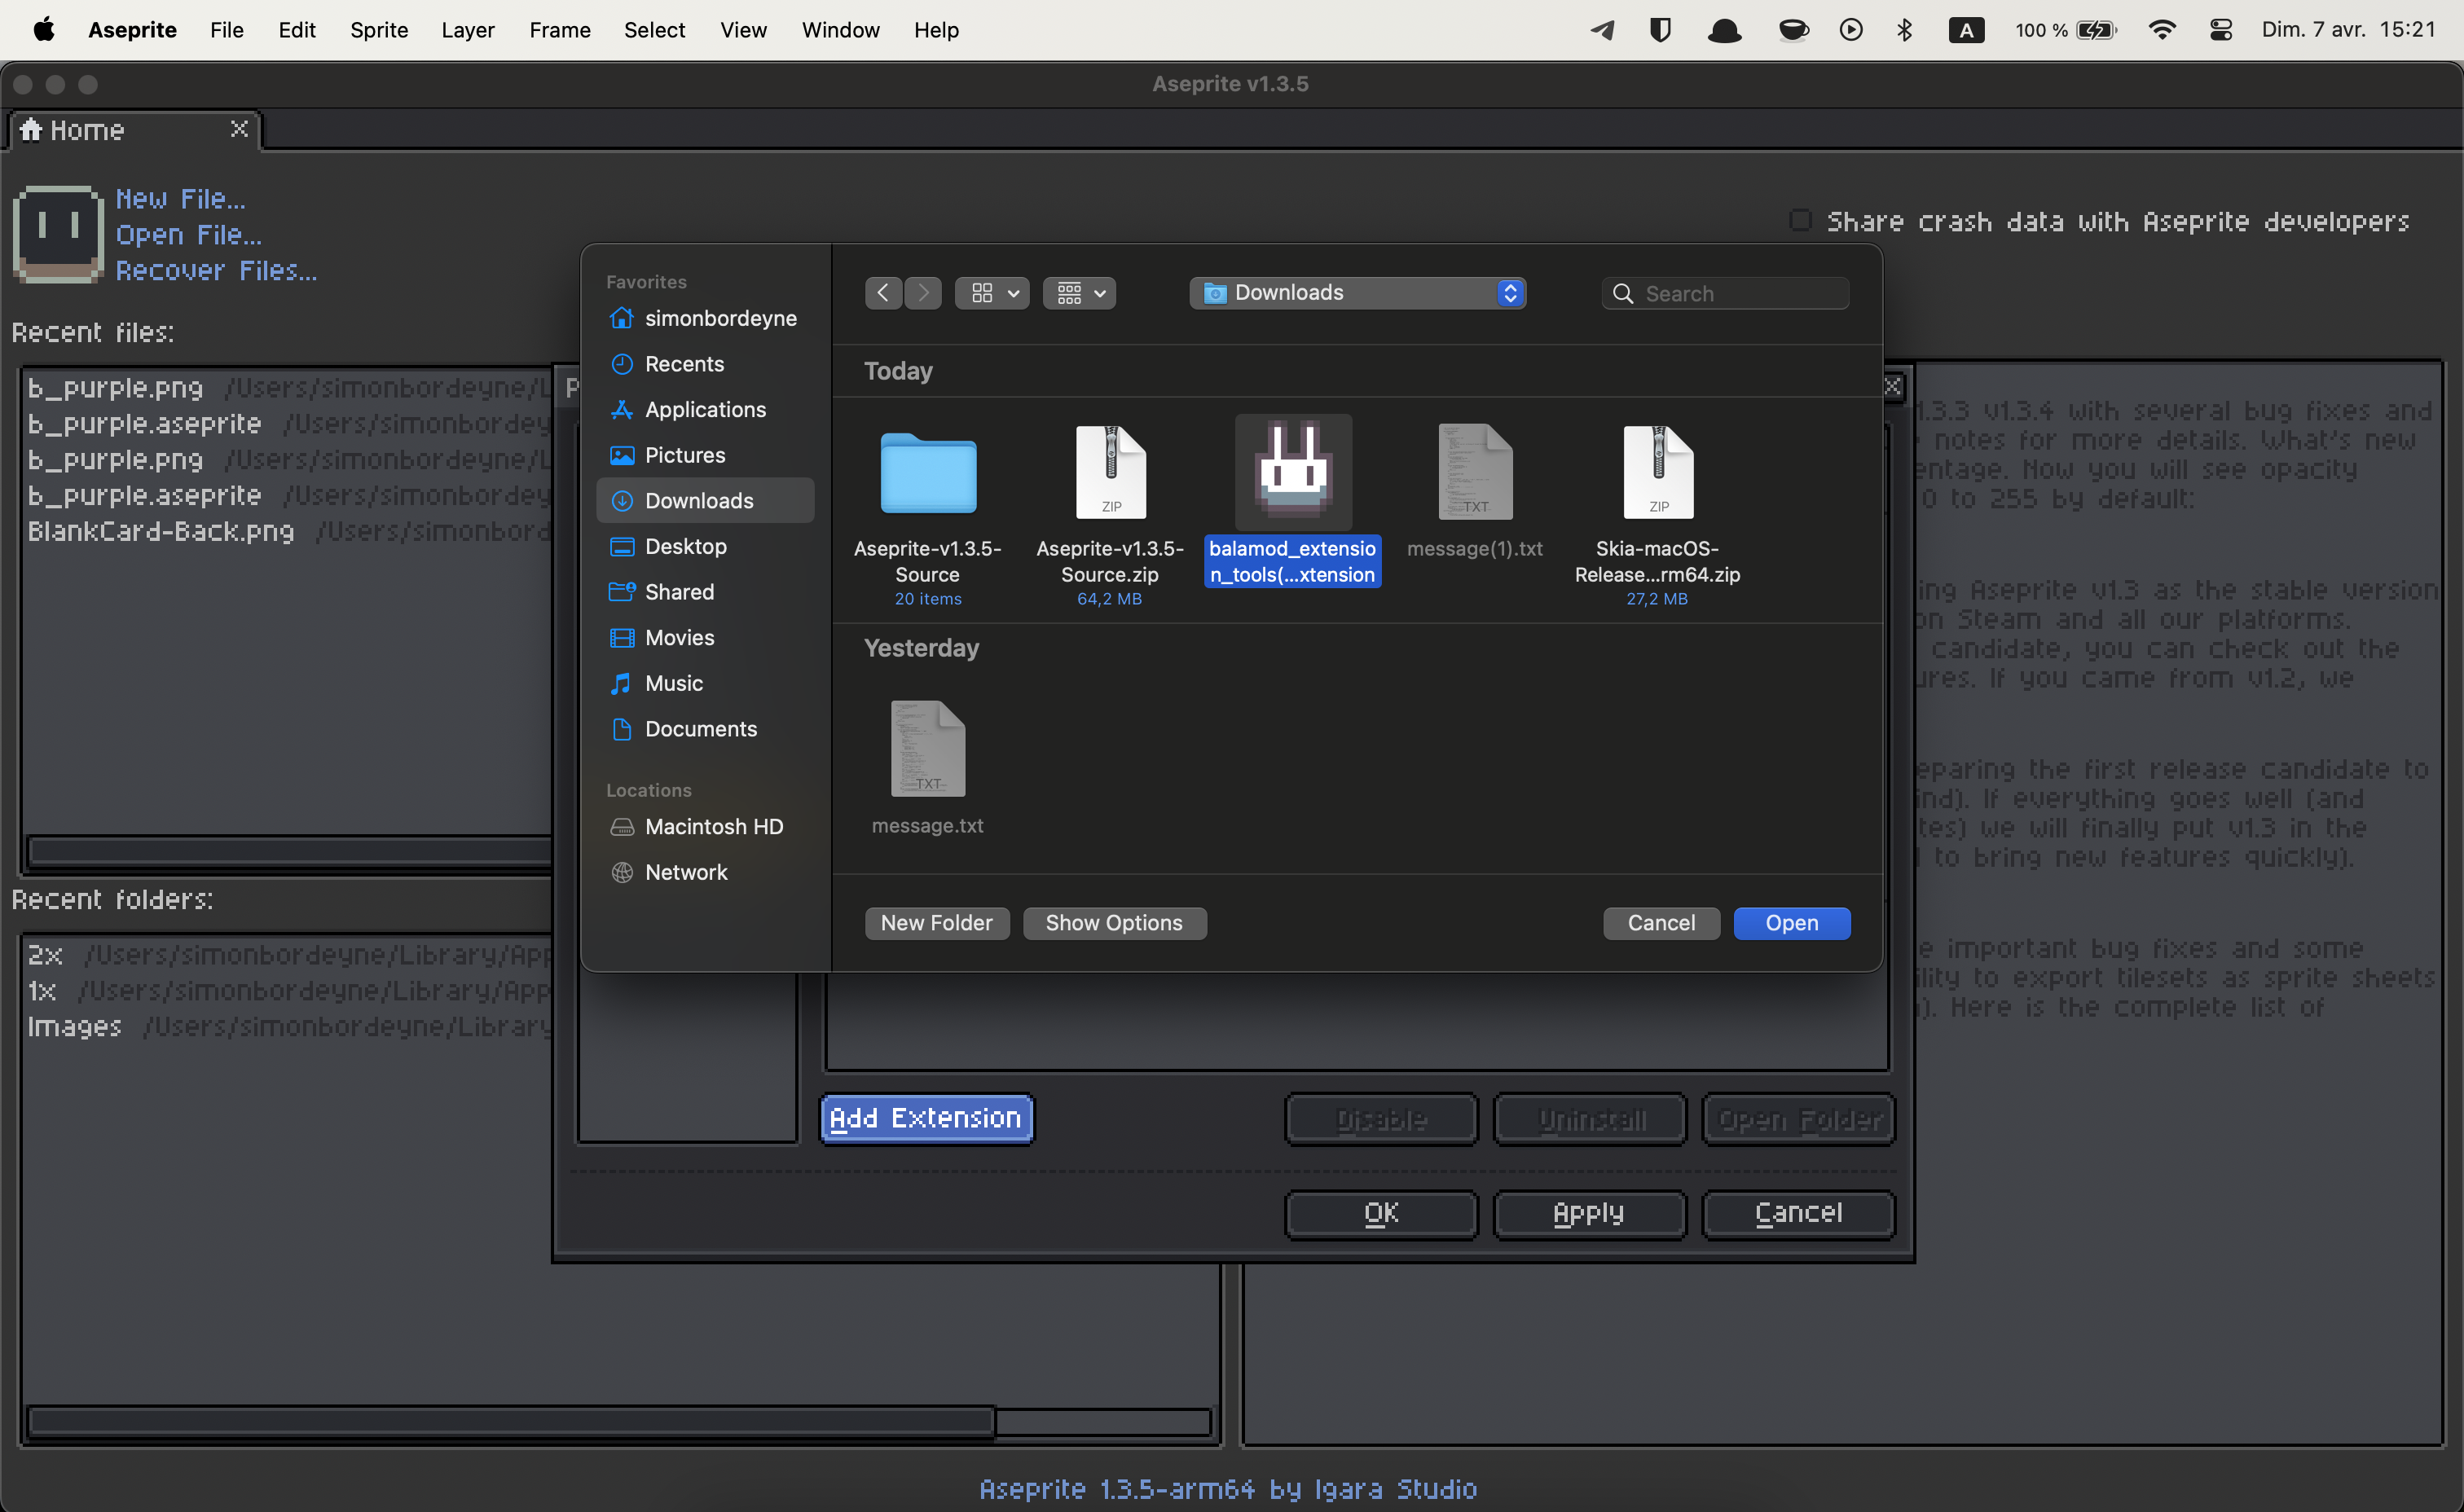 Aseprite File Edit Sprite Layer Frame Select View Window Help A 100 % Dim. 7 avr. 15:21
Aseprite v1.3.5
Home
New File...
Open File...
Recover Files...
Share crash data with Aseprite developers
Recent files:
b_purple.png /Users/simonbordeyne/L
b_purple.aseprite /Users/simonbordey
b_purple.png /Users/simonbordeyne/L
b_purple.aseprite /Users/simonbordey
BlankCard-Back.png /Users/simonbord
Recent folders:
2x /Users/simonbordeyne/Library/App
1x /Users/simonbordeyne/Library/App
Images /Users/simonbordeyne/Library
Favorites
simonbordeyne
Recents
Applications
Pictures
Downloads
Desktop
Shared
Movies
Music
Documents
Locations
Macintosh HD
Network
Downloads
Search
Today
Aseprite-v1.3.5-
Source
20 items
ZIP
Aseprite-v1.3.5-
Source.zip
64,2 MB
balamod_extensio
n_tools(...xtension
TXT
message(1).txt
ZIP
Skia-macOS-
Release...rm64.zip
27,2 MB
Yesterday
TXT
message.txt
New Folder Show Options Cancel Open
1.3.3 v1.3.4 with several bug fixes and
notes for more details. What's new
entage. Now you will see opacity
0 to 255 by default:
ing Aseprite v1.3 as the stable version
on Steam and all our platforms.
candidate, you can check out the
ures. If you came from v1.2, we
eparing the first release candidate to
ind). If everything goes well (and
tes) we will finally put v1.3 in the
to bring new features quickly).
e important bug fixes and some
ility to export tilesets as sprite sheets
). Here is the complete list of
Add Extension Disable Uninstall Open Folder
OK Apply Cancel
Aseprite 1.3.5-arm64 by Igara Studio